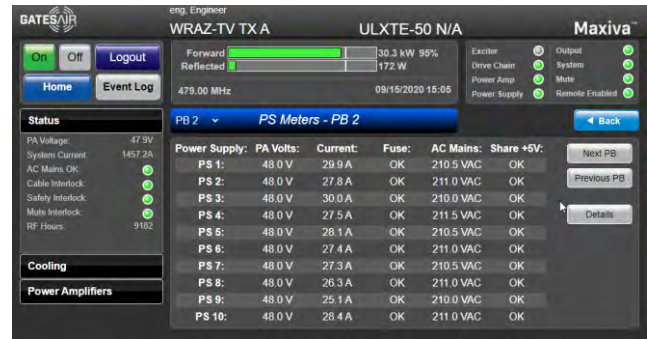 GATESAIR
eng, Engineer
WRAZ-TV TX A
ULXTE-50 N/A
Maxiva
On
Off
Logout
Home
Event Log
Forward
30.3 kW 95%
Reflected
172 W
479.00 MHz
09/15/2020 15:05
Exciter
Output
Drive Chain
System
Power Amp
Mute
Power Supply
Remote Enabled
Status
PB 2
PS Meters - PB 2
Back
PA Voltage: 47.9V
System Current: 1457.2A
AC Mains OK:
Cable Interlock:
Safety Interlock:
Mute Interlock:
RF Hours: 9182
Cooling
Power Amplifiers
Power Supply: PA Volts: Current: Fuse: AC Mains: Share +5V:
PS 1: 48.0 V 29.9 A OK 210.5 VAC OK
PS 2: 48.0 V 27.8 A OK 211.0 VAC OK
PS 3: 48.0 V 30.0 A OK 210.0 VAC OK
PS 4: 48.0 V 27.5 A OK 211.5 VAC OK
PS 5: 48.0 V 28.1 A OK 210.5 VAC OK
PS 6: 48.0 V 27.4 A OK 211.0 VAC OK
PS 7: 48.0 V 27.3 A OK 210.5 VAC OK
PS 8: 48.0 V 26.3 A OK 211.0 VAC OK
PS 9: 48.0 V 25.1 A OK 210.0 VAC OK
PS 10: 48.0 V 28.4 A OK 211.0 VAC OK
Next PB
Previous PB
Details